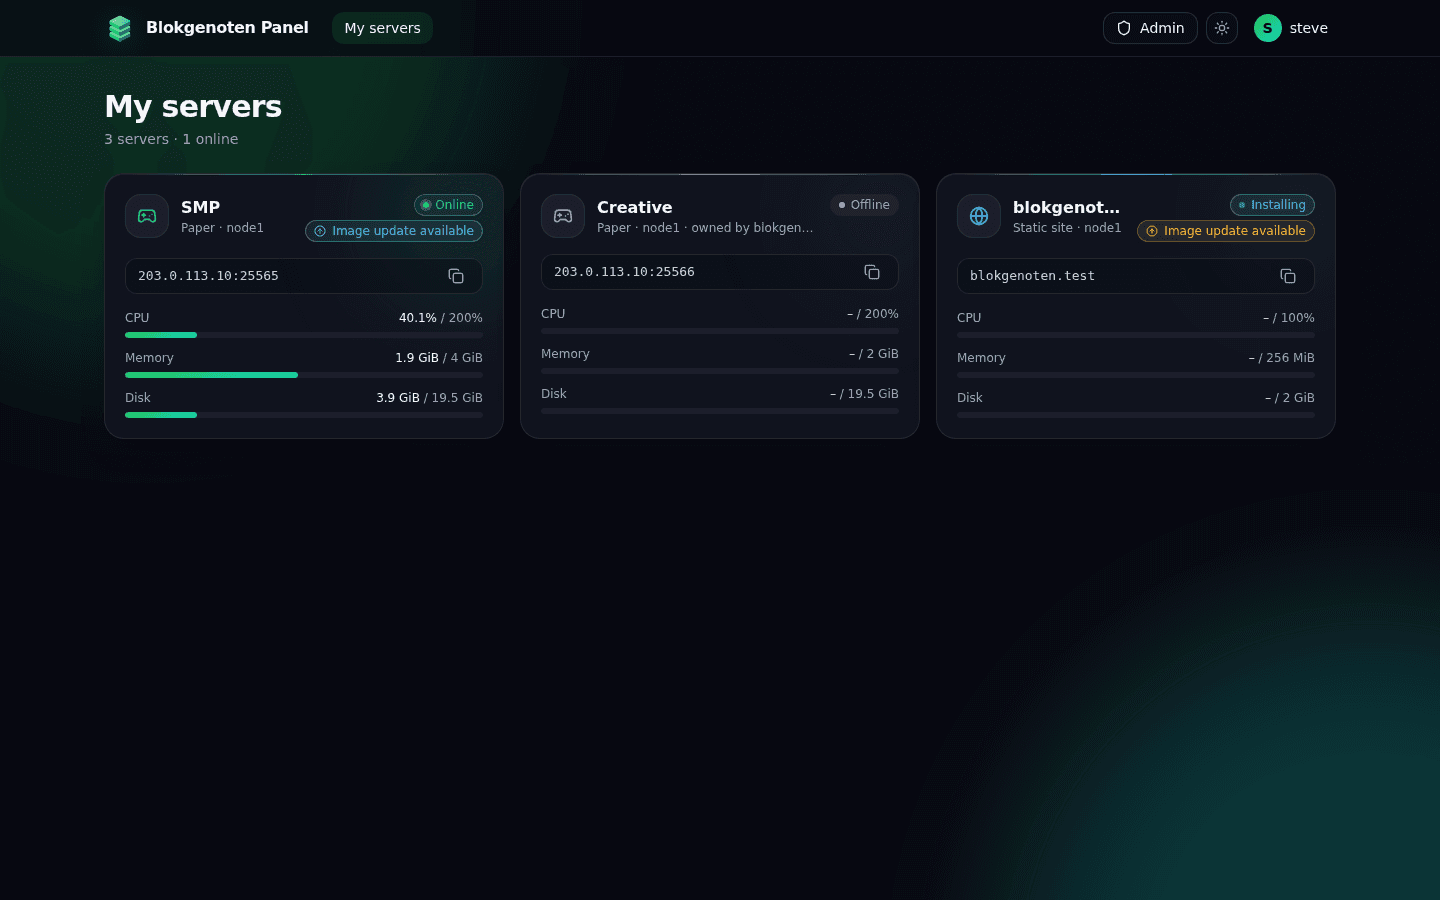 Blokgenoten Panel
My servers
Admin
S
steve
My servers
3 servers · 1 online
SMP
Online
Paper · node1
Image update available
203.0.113.10:25565
CPU
40.1% / 200%
Memory
1.9 GiB / 4 GiB
Disk
3.9 GiB / 19.5 GiB
Creative
Offline
Paper · node1 · owned by blokgen...
203.0.113.10:25566
CPU
– / 200%
Memory
– / 2 GiB
Disk
– / 19.5 GiB
blokgenot...
Installing
Static site · node1
Image update available
blokgenoten.test
CPU
– / 100%
Memory
– / 256 MiB
Disk
– / 2 GiB